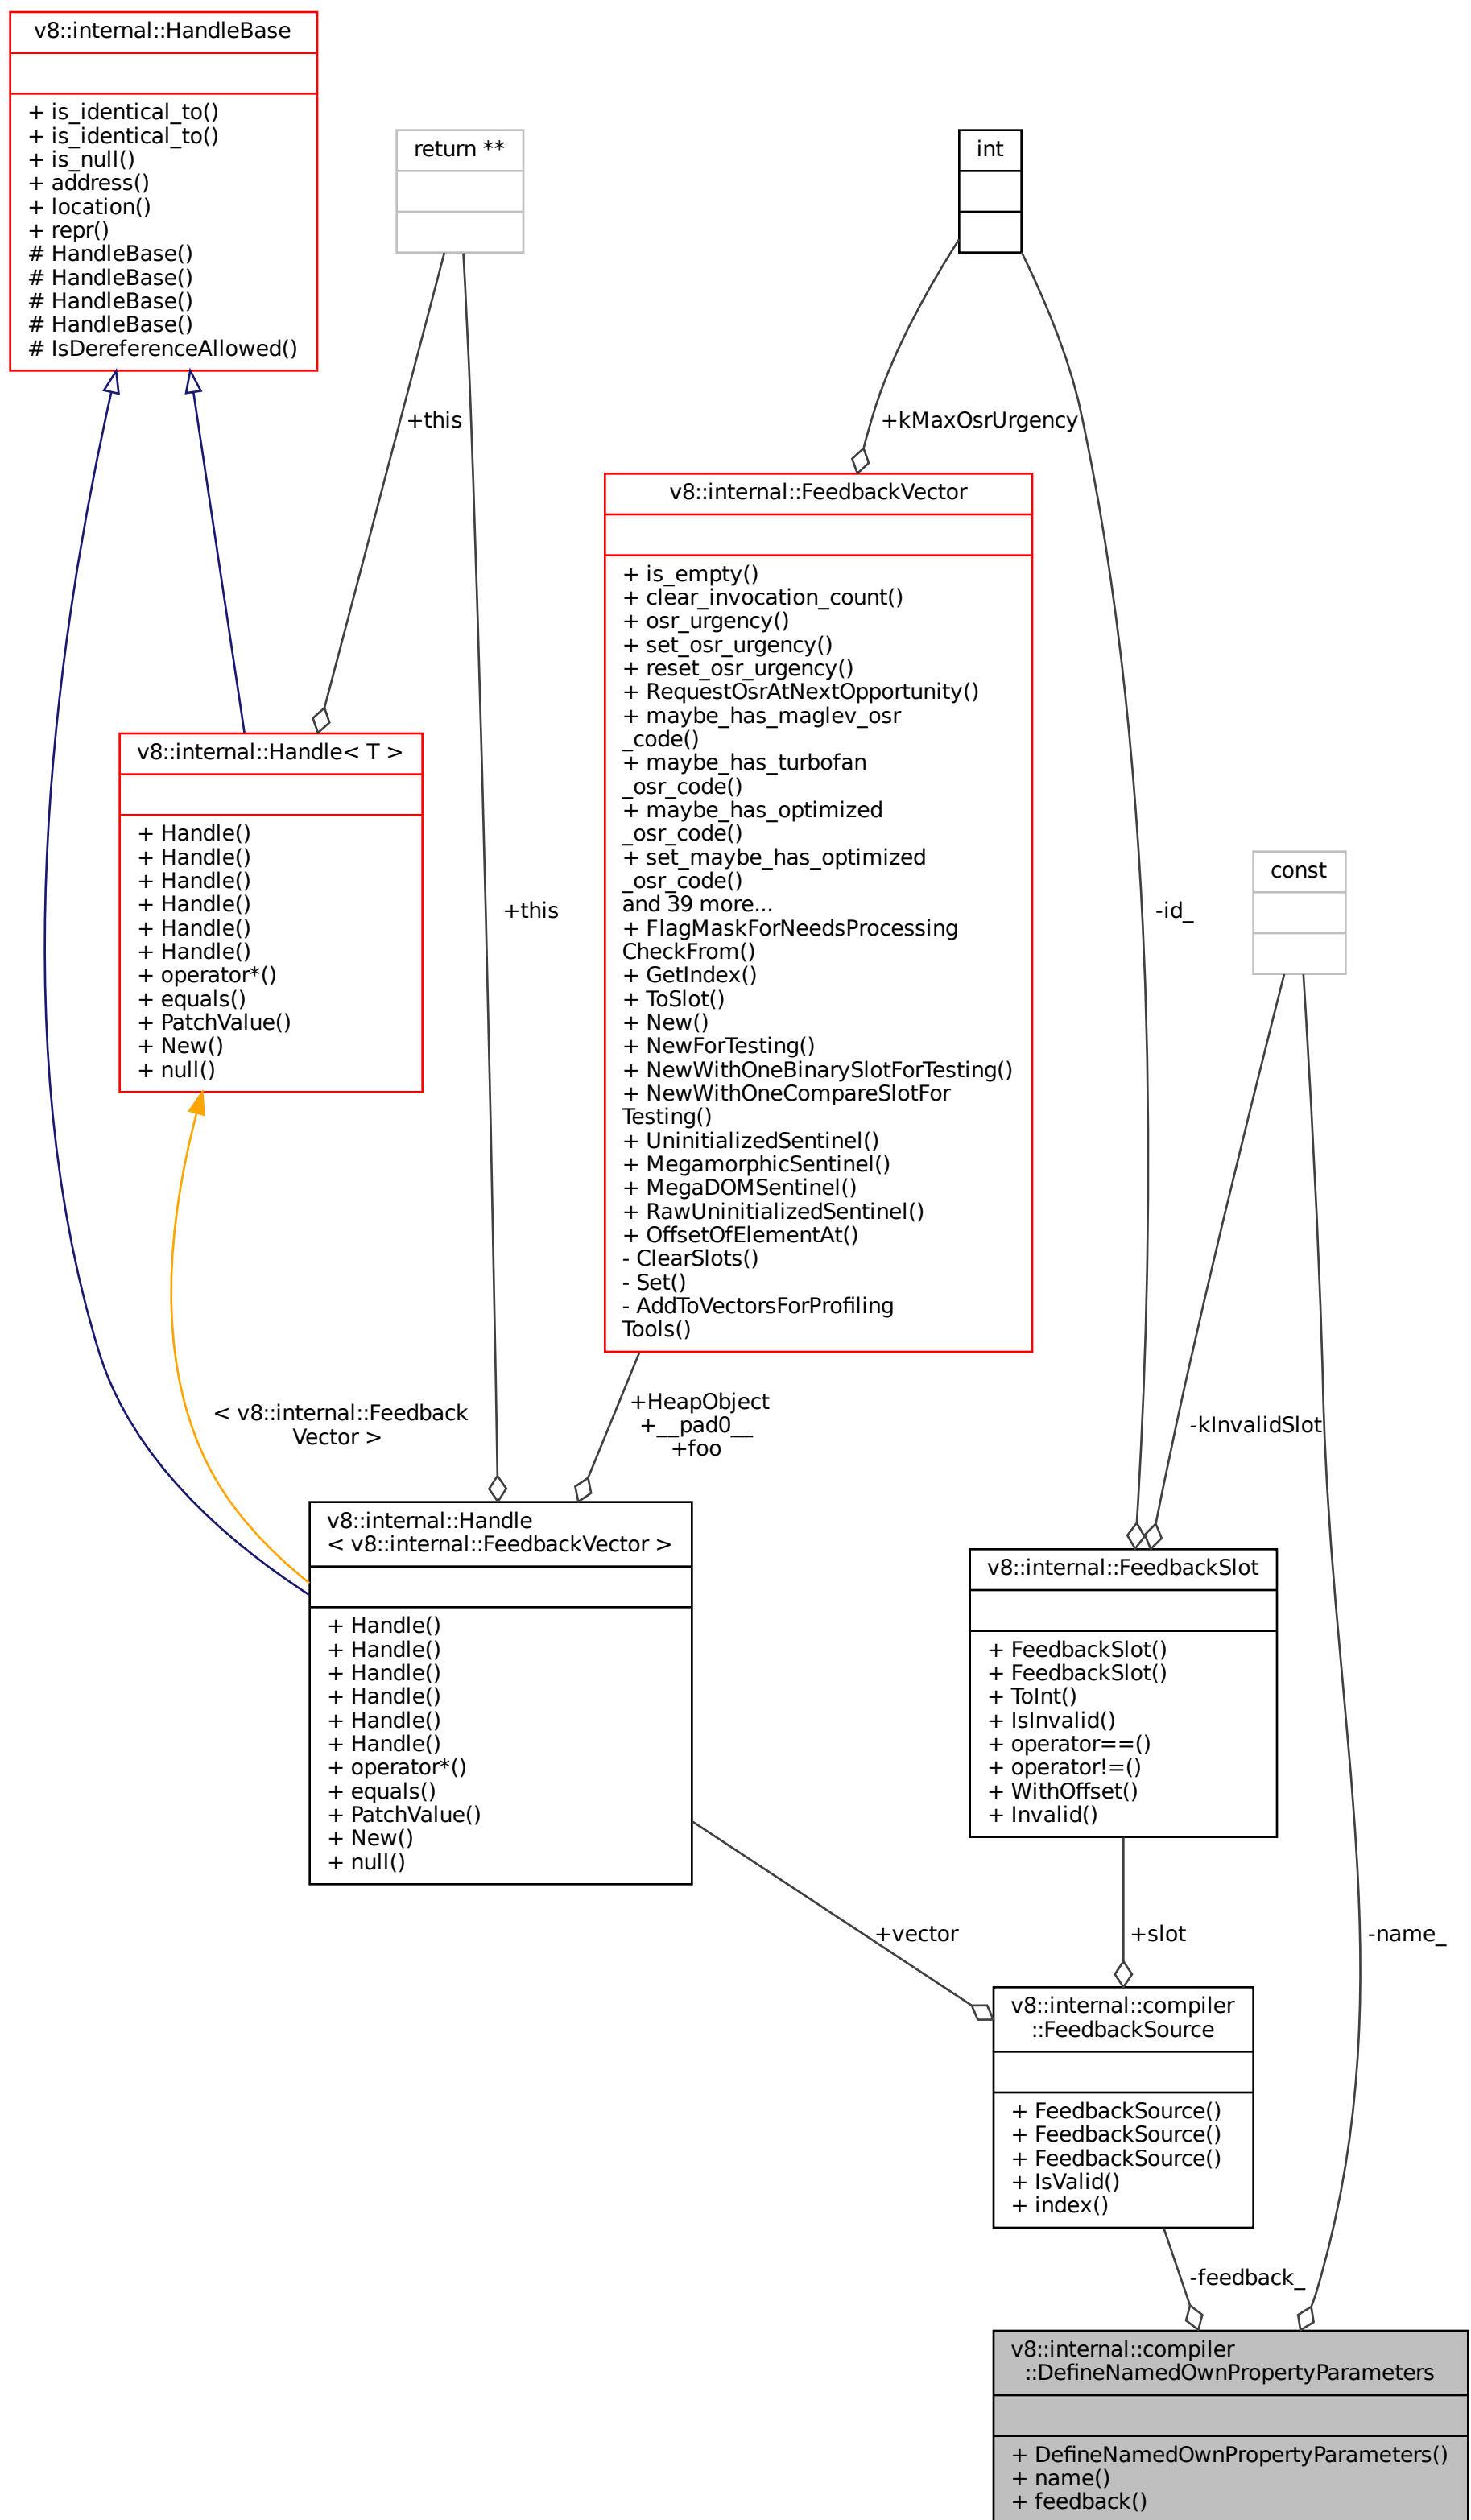 v8::internal::HandleBase
+ is_identical_to()
+ is_identical_to()
+ is_null()
+ address()
+ location()
+ repr()
# HandleBase()
# HandleBase()
# HandleBase()
# HandleBase()
# IsDereferenceAllowed()
return **
int
+this
+kMaxOsrUrgency
v8::internal::FeedbackVector
+ is_empty()
+ clear_invocation_count()
+ osr_urgency()
+ set_osr_urgency()
+ reset_osr_urgency()
+ RequestOsrAtNextOpportunity()
+ maybe_has_maglev_osr
_code()
+ maybe_has_turbofan
_osr_code()
+ maybe_has_optimized
_osr_code()
+ set_maybe_has_optimized
_osr_code()
and 39 more...
+ FlagMaskForNeedsProcessing
CheckFrom()
+ GetIndex()
+ ToSlot()
+ New()
+ NewForTesting()
+ NewWithOneBinarySlotForTesting()
+ NewWithOneCompareSlotFor
Testing()
+ UninitializedSentinel()
+ MegamorphicSentinel()
+ MegaDOMSentinel()
+ RawUninitializedSentinel()
+ OffsetOfElementAt()
- ClearSlots()
- Set()
- AddToVectorsForProfiling
Tools()
v8::internal::Handle< T >
+ Handle()
+ Handle()
+ Handle()
+ Handle()
+ Handle()
+ Handle()
+ operator*()
+ equals()
+ PatchValue()
+ New()
+ null()
+this
-id_
const
< v8::internal::Feedback
Vector >
+HeapObject
+__pad0__
+foo
-kInvalidSlot
v8::internal::Handle
< v8::internal::FeedbackVector >
+ Handle()
+ Handle()
+ Handle()
+ Handle()
+ Handle()
+ Handle()
+ operator*()
+ equals()
+ PatchValue()
+ New()
+ null()
v8::internal::FeedbackSlot
+ FeedbackSlot()
+ FeedbackSlot()
+ ToInt()
+ IsInvalid()
+ operator==()
+ operator!=()
+ WithOffset()
+ Invalid()
+vector
+slot
-name_
v8::internal::compiler
::FeedbackSource
+ FeedbackSource()
+ FeedbackSource()
+ FeedbackSource()
+ IsValid()
+ index()
-feedback_
v8::internal::compiler
::DefineNamedOwnPropertyParameters
+ DefineNamedOwnPropertyParameters()
+ name()
+ feedback()